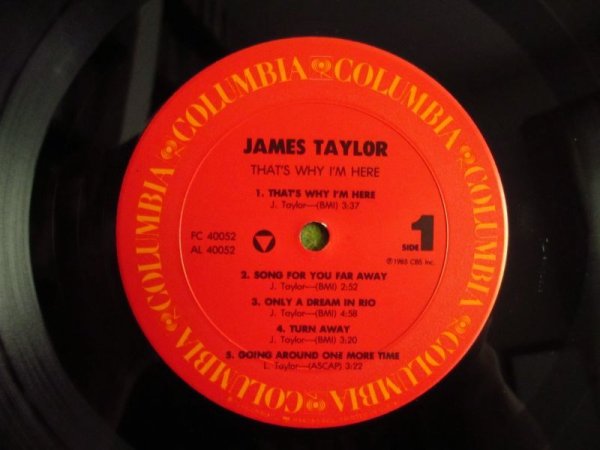 COLUMBIA COLUMBIA COLUMBIA COLUMBIA COLUMBIA COLUMBIA
JAMES TAYLOR
THAT'S WHY I'M HERE
1. THAT'S WHY I'M HERE
J. Taylor—(BMI) 3:37
FC 40052
AL 40052
SIDE 1
℗ 1985 CBS Inc.
2. SONG FOR YOU FAR AWAY
J. Taylor—(BMI) 2:52
3. ONLY A DREAM IN RIO
J. Taylor—(BMI) 4:58
4. TURN AWAY
J. Taylor—(BMI) 3:20
5. GOING AROUND ONE MORE TIME
L. Taylor—(ASCAP) 3:22